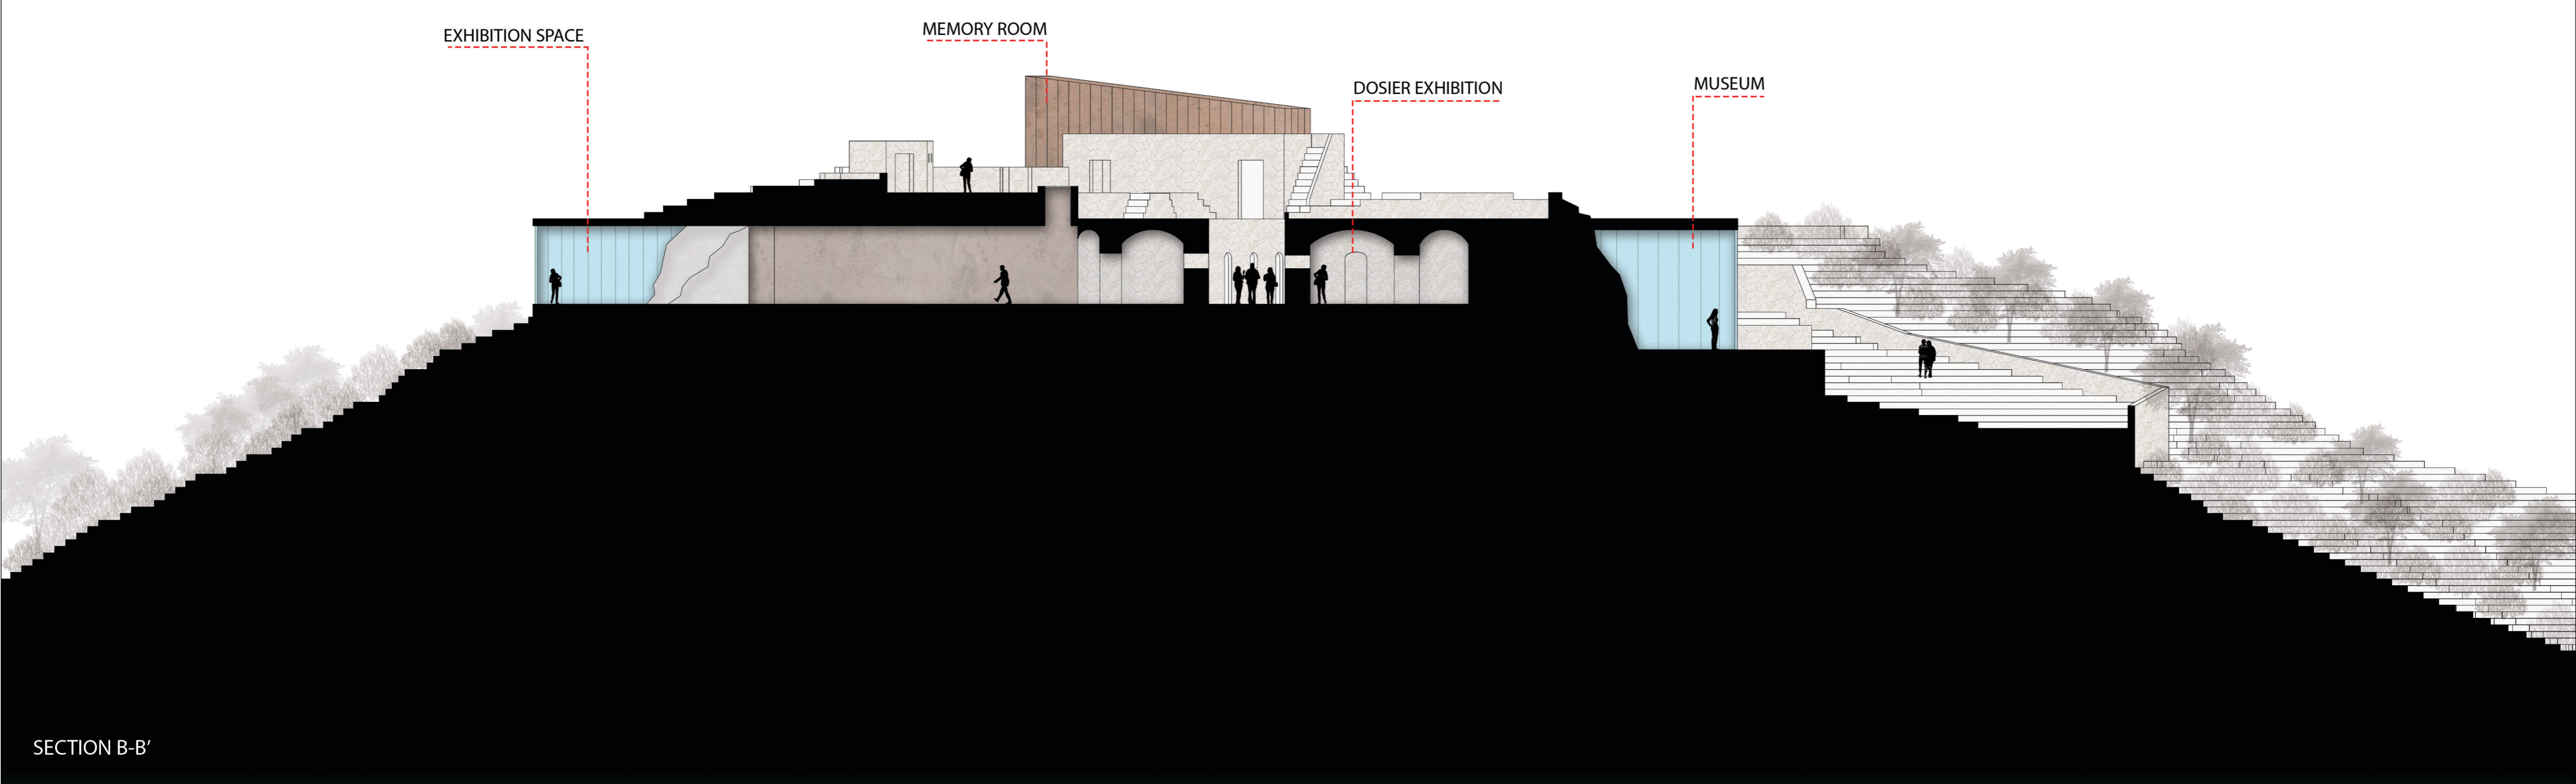 EXHIBITION SPACE
MEMORY ROOM
DOSIER EXHIBITION
MUSEUM
SECTION B-B’